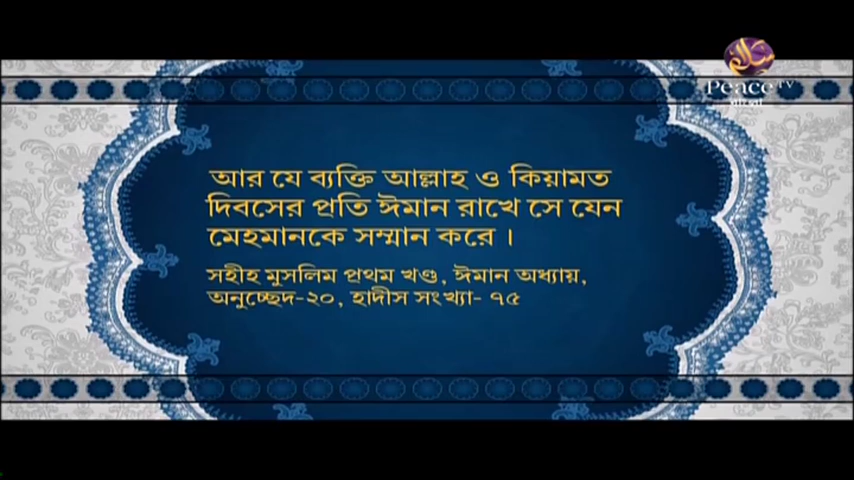 سلام
Peace TV
বাংলা
আর যে ব্যক্তি আল্লাহ ও কিয়ামত
দিবসের প্রতি ঈমান রাখে সে যেন
মেহমানকে সম্মান করে ।
সহীহ মুসলিম প্রথম খণ্ড, ঈমান অধ্যায়,
অনুচ্ছেদ-২০, হাদীস সংখ্যা- ৭৫